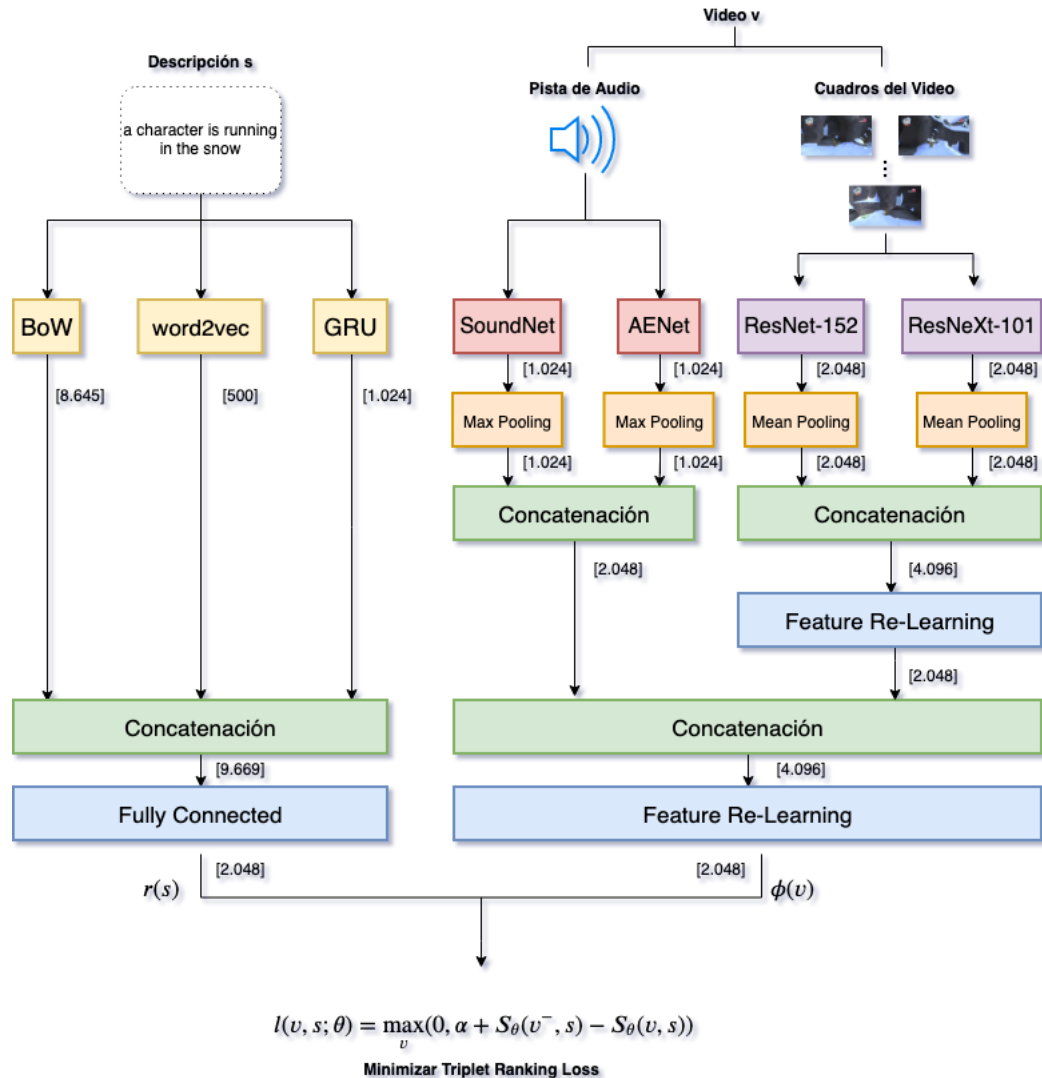 Video v
Descripción s
Pista de Audio
Cuadros del Video
a character is running
in the snow
BoW
word2vec
GRU
SoundNet
AENet
ResNet-152
ResNeXt-101
[8.645]
[500]
[1.024]
[1.024]
[1.024]
[2.048]
[2.048]
Max Pooling
Max Pooling
Mean Pooling
Mean Pooling
[1.024]
[1.024]
[2.048]
[2.048]
Concatenación
Concatenación
[2.048]
[4.096]
Feature Re-Learning
[2.048]
Concatenación
Concatenación
[9.669]
[4.096]
Fully Connected
Feature Re-Learning
[2.048]
[2.048]
r(s)
ϕ(v)
l(v, s; θ) = max(0, α + S_θ(v⁻, s) − S_θ(v, s))
v
Minimizar Triplet Ranking Loss